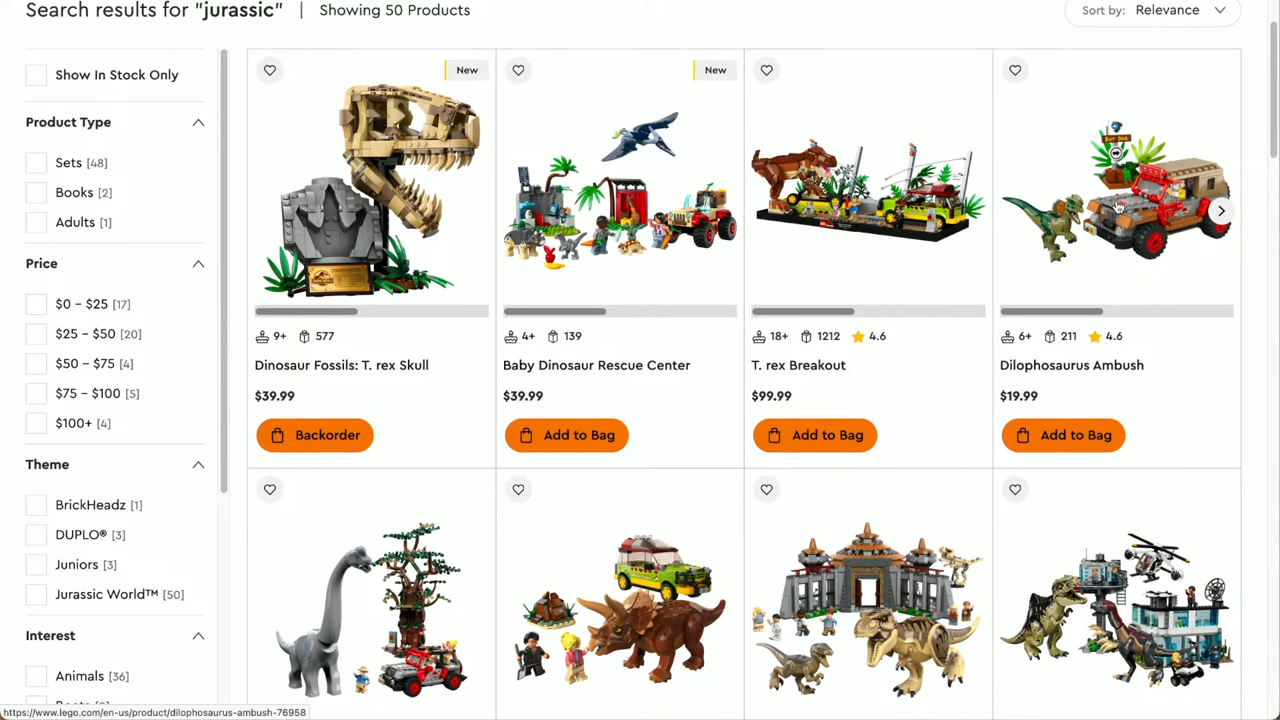 Search results for "jurassic" | Showing 50 Products
Sort by: Relevance
Show In Stock Only
Product Type
Sets [48]
Books [2]
Adults [1]
Price
$0 – $25 [17]
$25 – $50 [20]
$50 – $75 [4]
$75 – $100 [5]
$100+ [4]
Theme
BrickHeadz [1]
DUPLO® [3]
Juniors [3]
Jurassic World™ [50]
Interest
Animals [36]
New
9+ 577
Dinosaur Fossils: T. rex Skull
$39.99
Backorder
New
4+ 139
Baby Dinosaur Rescue Center
$39.99
Add to Bag
18+ 1212 4.6
T. rex Breakout
$99.99
Add to Bag
6+ 211 4.6
Dilophosaurus Ambush
$19.99
Add to Bag
https://www.lego.com/en-us/product/dilophosaurus-ambush-76958